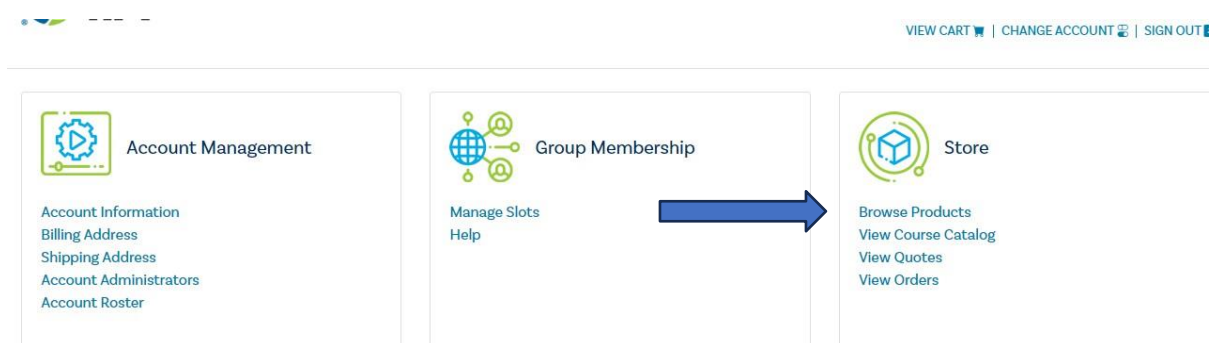 VIEW CART | CHANGE ACCOUNT | SIGN OUT
Account Management
Account Information
Billing Address
Shipping Address
Account Administrators
Account Roster
Group Membership
Manage Slots
Help
Store
Browse Products
View Course Catalog
View Quotes
View Orders